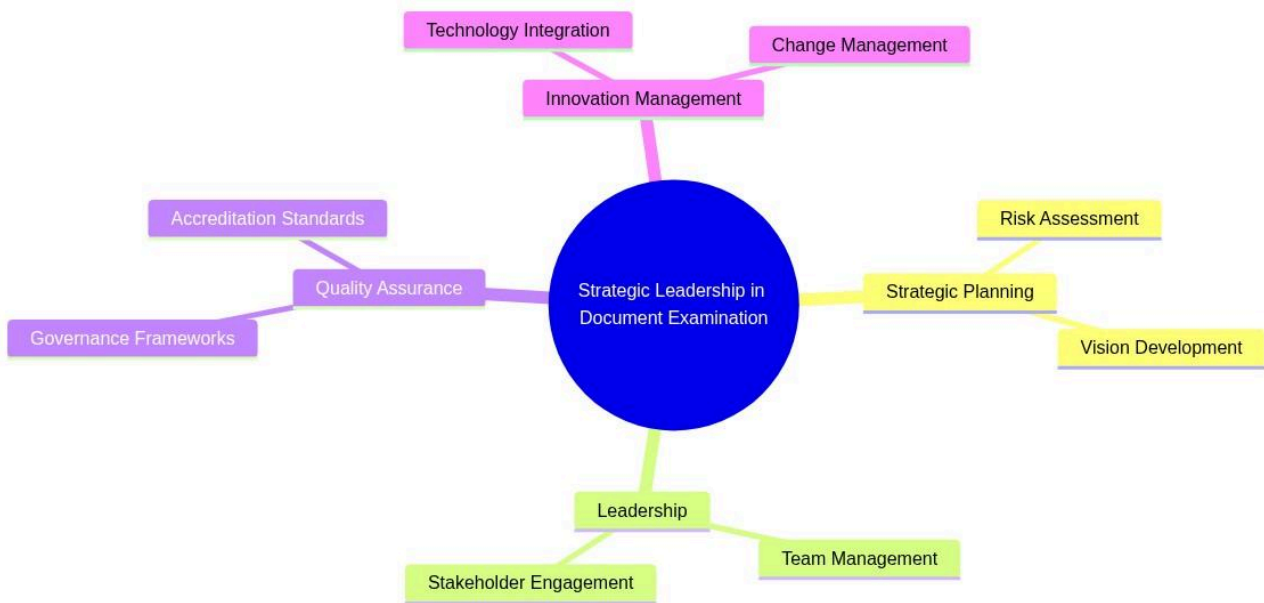 Technology Integration
Change Management
Innovation Management
Accreditation Standards
Risk Assessment
Quality Assurance
Strategic Leadership in
Document Examination
Strategic Planning
Governance Frameworks
Vision Development
Leadership
Team Management
Stakeholder Engagement